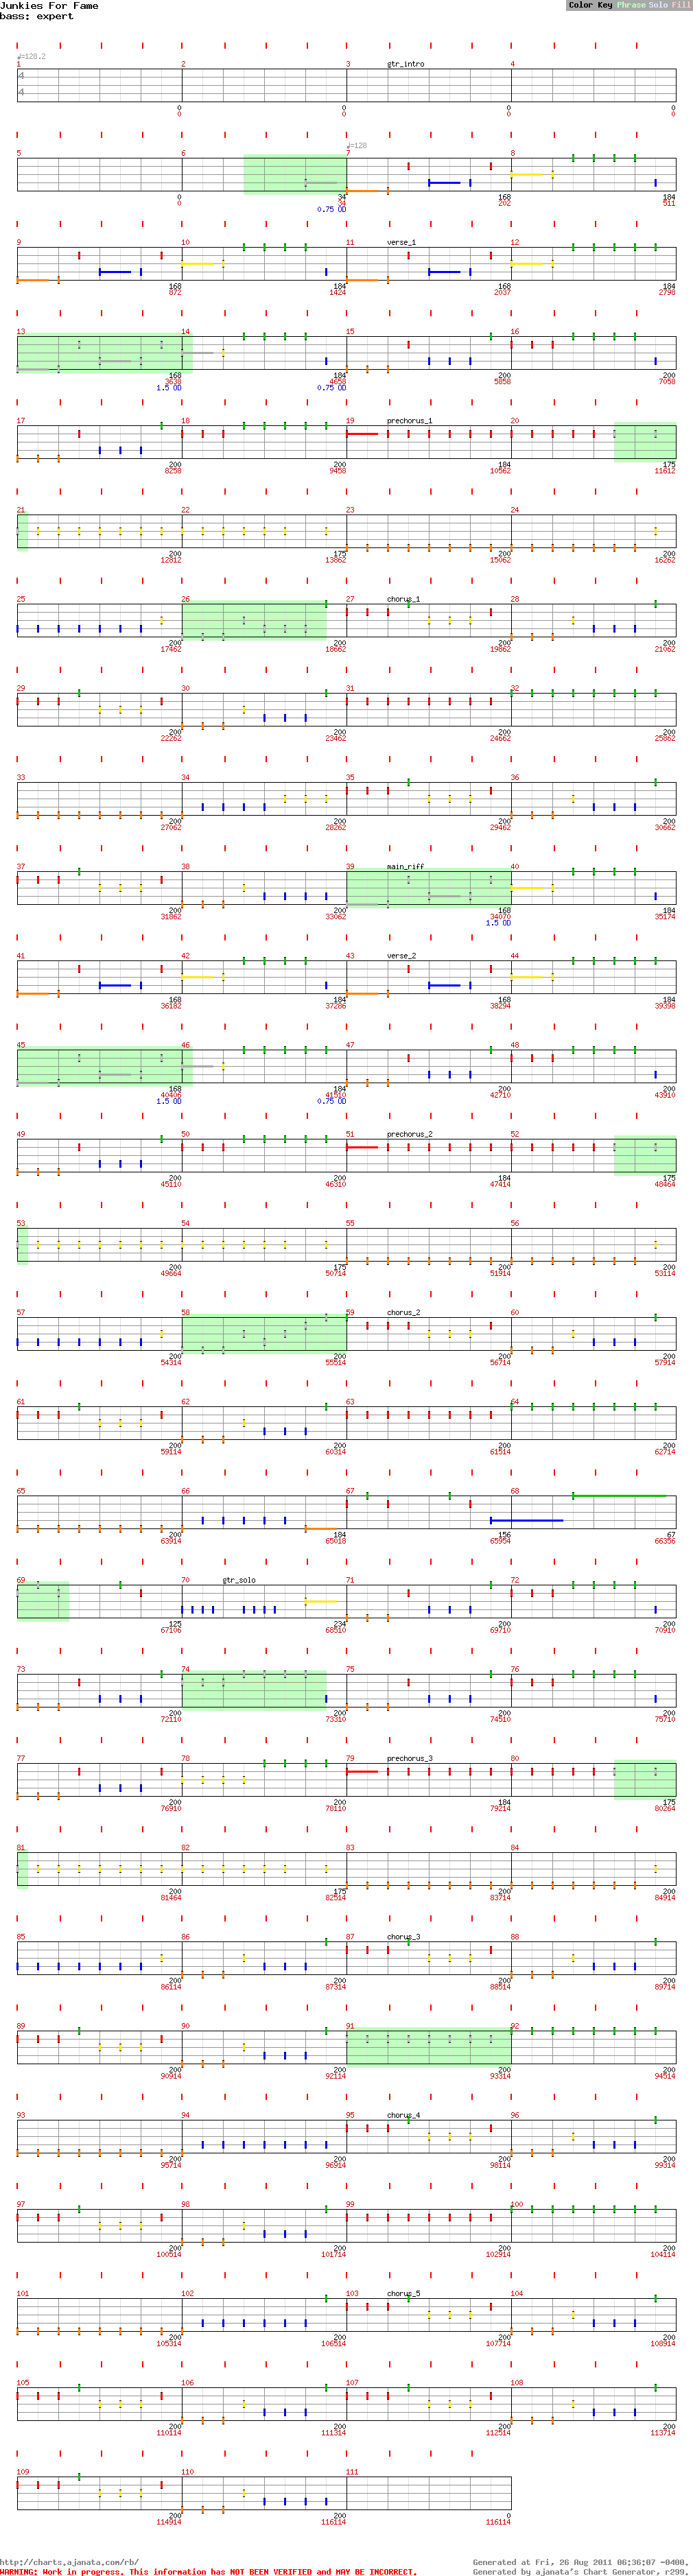 Junkies For Fame
bass: expert
Color Key Phrase Solo Fill
♩=128.2
1 2 3 gtr_intro 4
4
4
0 0 0 0
0 0 0 0
♩=128
5 6 7 8
0 34 168 184
0 34 202 511
0.75 OD
9 10 11 verse_1 12
168 184 168 184
872 1424 2037 2798
13 14 15 16
168 184 200 200
3638 4658 5858 7058
1.5 OD 0.75 OD
17 18 19 prechorus_1 20
200 200 184 175
8258 9458 10562 11612
21 22 23 24
200 175 200 200
12812 13862 15062 16262
25 26 27 chorus_1 28
200 200 200 200
17462 18662 19862 21062
29 30 31 32
200 200 200 200
22262 23462 24662 25862
33 34 35 36
200 200 200 200
27062 28262 29462 30662
37 38 39 main_riff 40
200 200 168 184
31862 33062 34070 35174
1.5 OD
41 42 43 verse_2 44
168 184 168 184
36182 37286 38294 39398
45 46 47 48
168 184 200 200
40406 41510 42710 43910
1.5 OD 0.75 OD
49 50 51 prechorus_2 52
200 200 184 175
45110 46310 47414 48464
53 54 55 56
200 175 200 200
49664 50714 51914 53114
57 58 59 chorus_2 60
200 200 200 200
54314 55514 56714 57914
61 62 63 64
200 200 200 200
59114 60314 61514 62714
65 66 67 68
200 184 156 67
63914 65018 65954 66356
69 70 gtr_solo 71 72
125 234 200 200
67106 68510 69710 70910
73 74 75 76
200 200 200 200
72110 73310 74510 75710
77 78 79 prechorus_3 80
200 200 184 175
76910 78110 79214 80264
81 82 83 84
200 175 200 200
81464 82514 83714 84914
85 86 87 chorus_3 88
200 200 200 200
86114 87314 88514 89714
89 90 91 92
200 200 200 200
90914 92114 93314 94514
93 94 95 chorus_4 96
200 200 200 200
95714 96914 98114 99314
97 98 99 100
200 200 200 200
100514 101714 102914 104114
101 102 103 chorus_5 104
200 200 200 200
105314 106514 107714 108914
105 106 107 108
200 200 200 200
110114 111314 112514 113714
109 110 111
200 200 0
114914 116114 116114
http://charts.ajanata.com/rb/
Generated at Fri, 26 Aug 2011 06:36:07 -0400.
WARNING: Work in progress. This information has NOT BEEN VERIFIED and MAY BE INCORRECT.
Generated by ajanata's Chart Generator, r299.